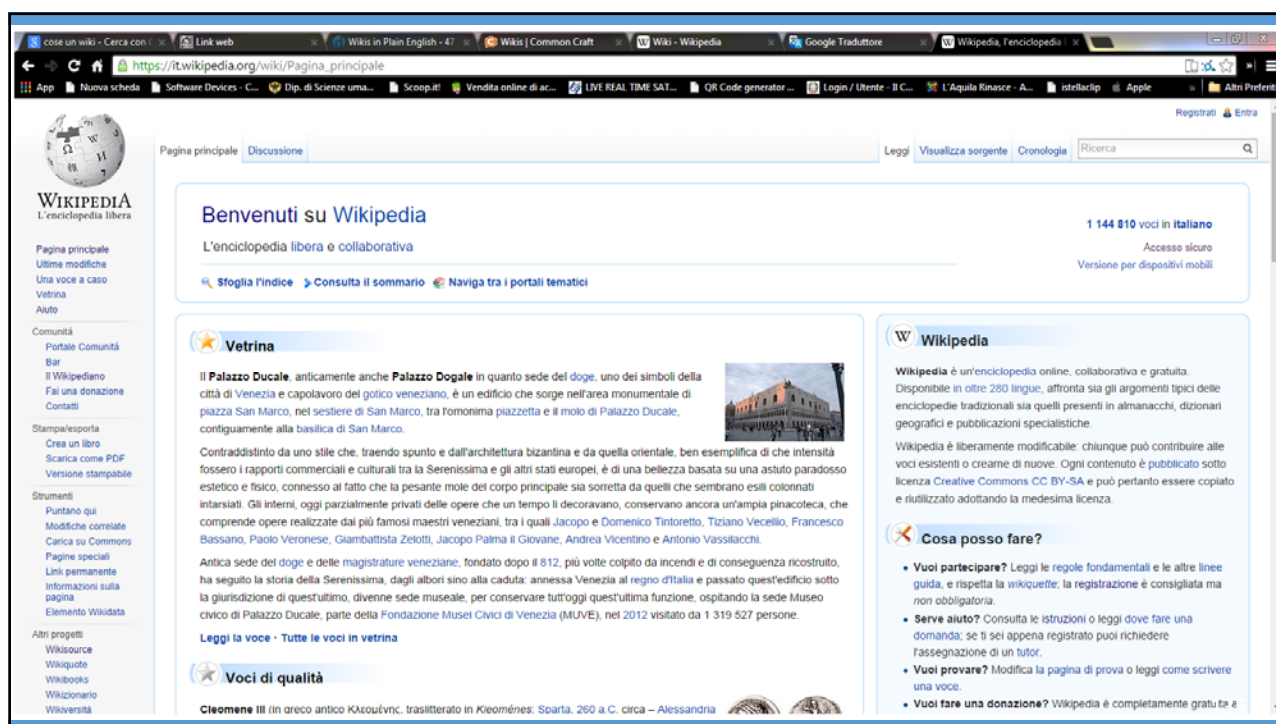 cose un wiki - Cerca con
Link web
Wikis in Plain English - 47
Wikis | Common Craft
Wiki - Wikipedia
Google Traduttore
Wikipedia, l'enciclopedia l
https://it.wikipedia.org/wiki/Pagina_principale
App
Nuova scheda
Software Devices - C...
Dip. di Scienze uma...
Scoop.it!
Vendita online di ac...
LIVE REAL TIME SAT...
QR Code generator ...
Login / Utente - Il C...
L'Aquila Rinasce - A...
istellaclip
Apple
»
Altri Preferiti
Registrati Entra
Pagina principale Discussione
Leggi Visualizza sorgente Cronologia Ricerca
WIKIPEDIA
L'enciclopedia libera
Pagina principale
Ultime modifiche
Una voce a caso
Vetrina
Aiuto
Comunità
Portale Comunità
Bar
Il Wikipediano
Fai una donazione
Contatti
Stampa/esporta
Crea un libro
Scarica come PDF
Versione stampabile
Strumenti
Puntano qui
Modifiche correlate
Carica su Commons
Pagine speciali
Link permanente
Informazioni sulla
pagina
Elemento Wikidata
Altri progetti
Wikisource
Wikiquote
Wikibooks
Wikizionario
Wikiversità
Benvenuti su Wikipedia
L'enciclopedia libera e collaborativa
Sfoglia l'indice Consulta il sommario Naviga tra i portali tematici
1 144 810 voci in italiano
Accesso sicuro
Versione per dispositivi mobili
Vetrina
Il Palazzo Ducale, anticamente anche Palazzo Dogale in quanto sede del doge, uno dei simboli della
città di Venezia e capolavoro del gotico veneziano, è un edificio che sorge nell'area monumentale di
piazza San Marco, nel sestiere di San Marco, tra l'omonima piazzetta e il molo di Palazzo Ducale,
contiguamente alla basilica di San Marco.
Contraddistinto da uno stile che, traendo spunto e dall'architettura bizantina e da quella orientale, ben esemplifica di che intensità
fossero i rapporti commerciali e culturali tra la Serenissima e gli altri stati europei, è di una bellezza basata su una astuto paradosso
estetico e fisico, connesso al fatto che la pesante mole del corpo principale sia sorretta da quelli che sembrano esili colonnati
intarsiati. Gli interni, oggi parzialmente privati delle opere che un tempo li decoravano, conservano ancora un'ampia pinacoteca, che
comprende opere realizzate dai più famosi maestri veneziani, tra i quali Jacopo e Domenico Tintoretto, Tiziano Vecellio, Francesco
Bassano, Paolo Veronese, Giambattista Zelotti, Jacopo Palma il Giovane, Andrea Vicentino e Antonio Vassilacchi.
Antica sede del doge e delle magistrature veneziane, fondato dopo il 812, più volte colpito da incendi e di conseguenza ricostruito,
ha seguito la storia della Serenissima, dagli albori sino alla caduta: annessa Venezia al regno d'Italia e passato quest'edificio sotto
la giurisdizione di quest'ultimo, divenne sede museale, per conservare tutt'oggi quest'ultima funzione, ospitando la sede Museo
civico di Palazzo Ducale, parte della Fondazione Musei Civici di Venezia (MUVE), nel 2012 visitato da 1 319 527 persone.
Leggi la voce · Tutte le voci in vetrina
Voci di qualità
Cleomene III (in greco antico Κλεομένης, traslitterato in Kleoménes; Sparta, 260 a.C. circa – Alessandria
Wikipedia
Wikipedia è un'enciclopedia online, collaborativa e gratuita.
Disponibile in oltre 280 lingue, affronta sia gli argomenti tipici delle
enciclopedie tradizionali sia quelli presenti in almanacchi, dizionari
geografici e pubblicazioni specialistiche.
Wikipedia è liberamente modificabile: chiunque può contribuire alle
voci esistenti o crearne di nuove. Ogni contenuto è pubblicato sotto
licenza Creative Commons CC BY-SA e può pertanto essere copiato
e riutilizzato adottando la medesima licenza.
Cosa posso fare?
• Vuoi partecipare? Leggi le regole fondamentali e le altre linee
guida, e rispetta la wikiquette; la registrazione è consigliata ma
non obbligatoria.
• Serve aiuto? Consulta le istruzioni o leggi dove fare una
domanda; se ti sei appena registrato puoi richiedere
l'assegnazione di un tutor.
• Vuoi provare? Modifica la pagina di prova o leggi come scrivere
una voce.
• Vuoi fare una donazione? Wikipedia è completamente gratuita e